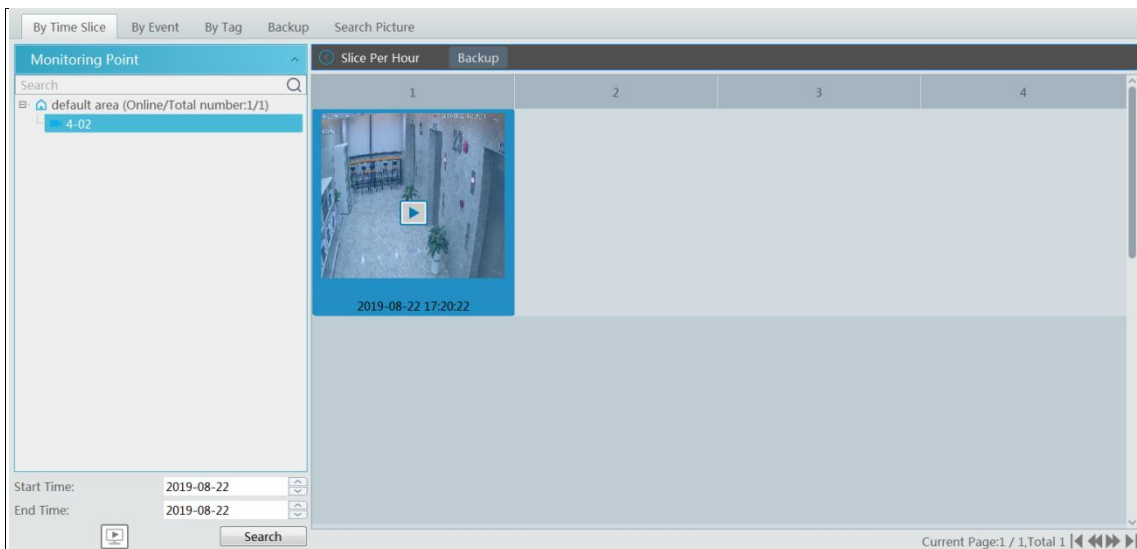 By Time Slice By Event By Tag Backup Search Picture
Monitoring Point
Slice Per Hour Backup
Search
1 2 3 4
default area (Online/Total number:1/1)
4-02
2019-08-22 17:20:22
Start Time: 2019-08-22
End Time: 2019-08-22
Search
Current Page:1 / 1,Total 1